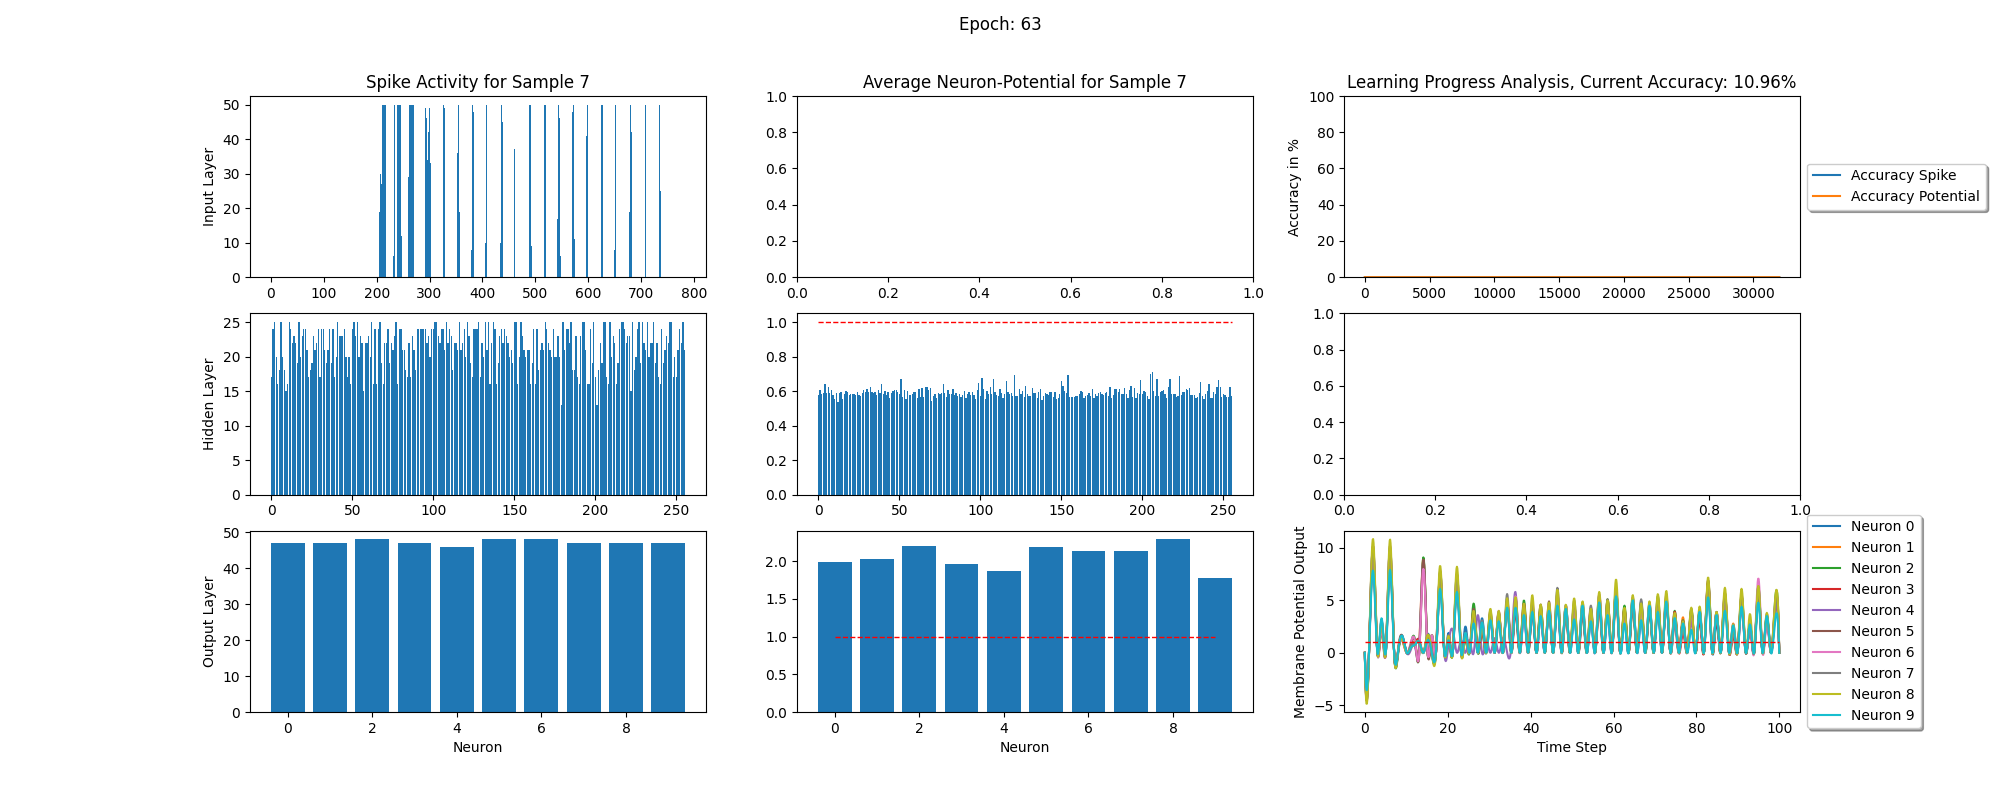 Epoch: 63
Spike Activity for Sample 7
Average Neuron-Potential for Sample 7
Learning Progress Analysis, Current Accuracy: 10.96%
Input Layer
50
40
30
20
10
0
0 100 200 300 400 500 600 700 800
1.0
0.8
0.6
0.4
0.2
0.0
0.0 0.2 0.4 0.6 0.8 1.0
Accuracy in %
100
80
60
40
20
0
0 5000 10000 15000 20000 25000 30000
Accuracy Spike
Accuracy Potential
Hidden Layer
25
20
15
10
5
0
0 50 100 150 200 250
1.0
0.8
0.6
0.4
0.2
0.0
0 50 100 150 200 250
1.0
0.8
0.6
0.4
0.2
0.0
0.0 0.2 0.4 0.6 0.8 1.0
Output Layer
50
40
30
20
10
0
0 2 4 6 8
Neuron
2.0
1.5
1.0
0.5
0.0
0 2 4 6 8
Neuron
Membrane Potential Output
10
5
0
−5
0 20 40 60 80 100
Time Step
Neuron 0
Neuron 1
Neuron 2
Neuron 3
Neuron 4
Neuron 5
Neuron 6
Neuron 7
Neuron 8
Neuron 9